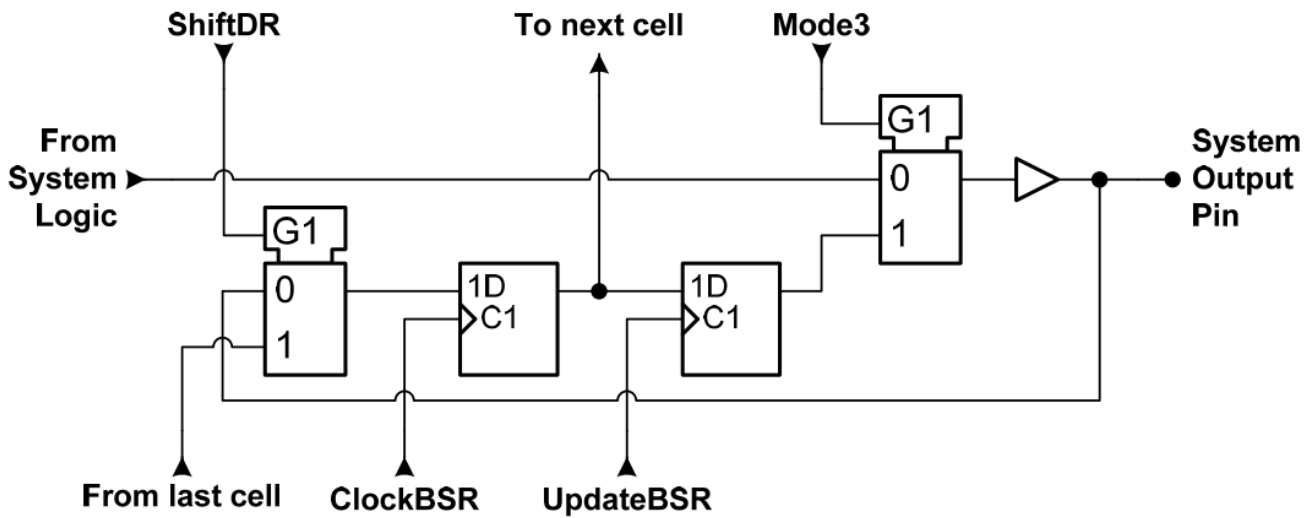 ShiftDR
To next cell
Mode3
From
System
Logic
G1
0
1
System
Output
Pin
G1
0
1
1D
C1
1D
C1
From last cell
ClockBSR
UpdateBSR